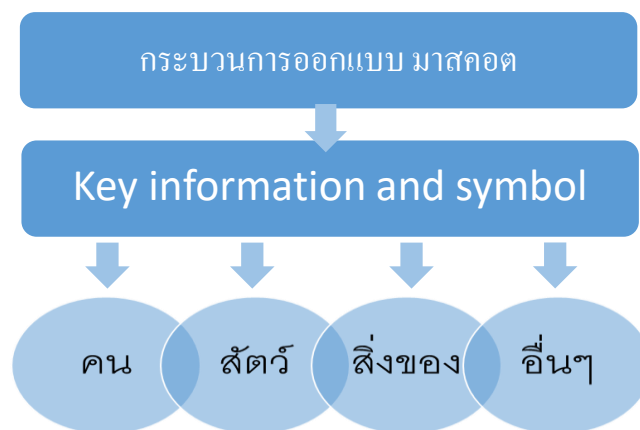 กระบวนการออกแบบ มาสคอต
Key information and symbol
คน สัตว์ สิ่งของ อื่นๆ